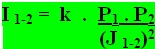 I 1-2 = k . P1 . P2
(J 1-2)2